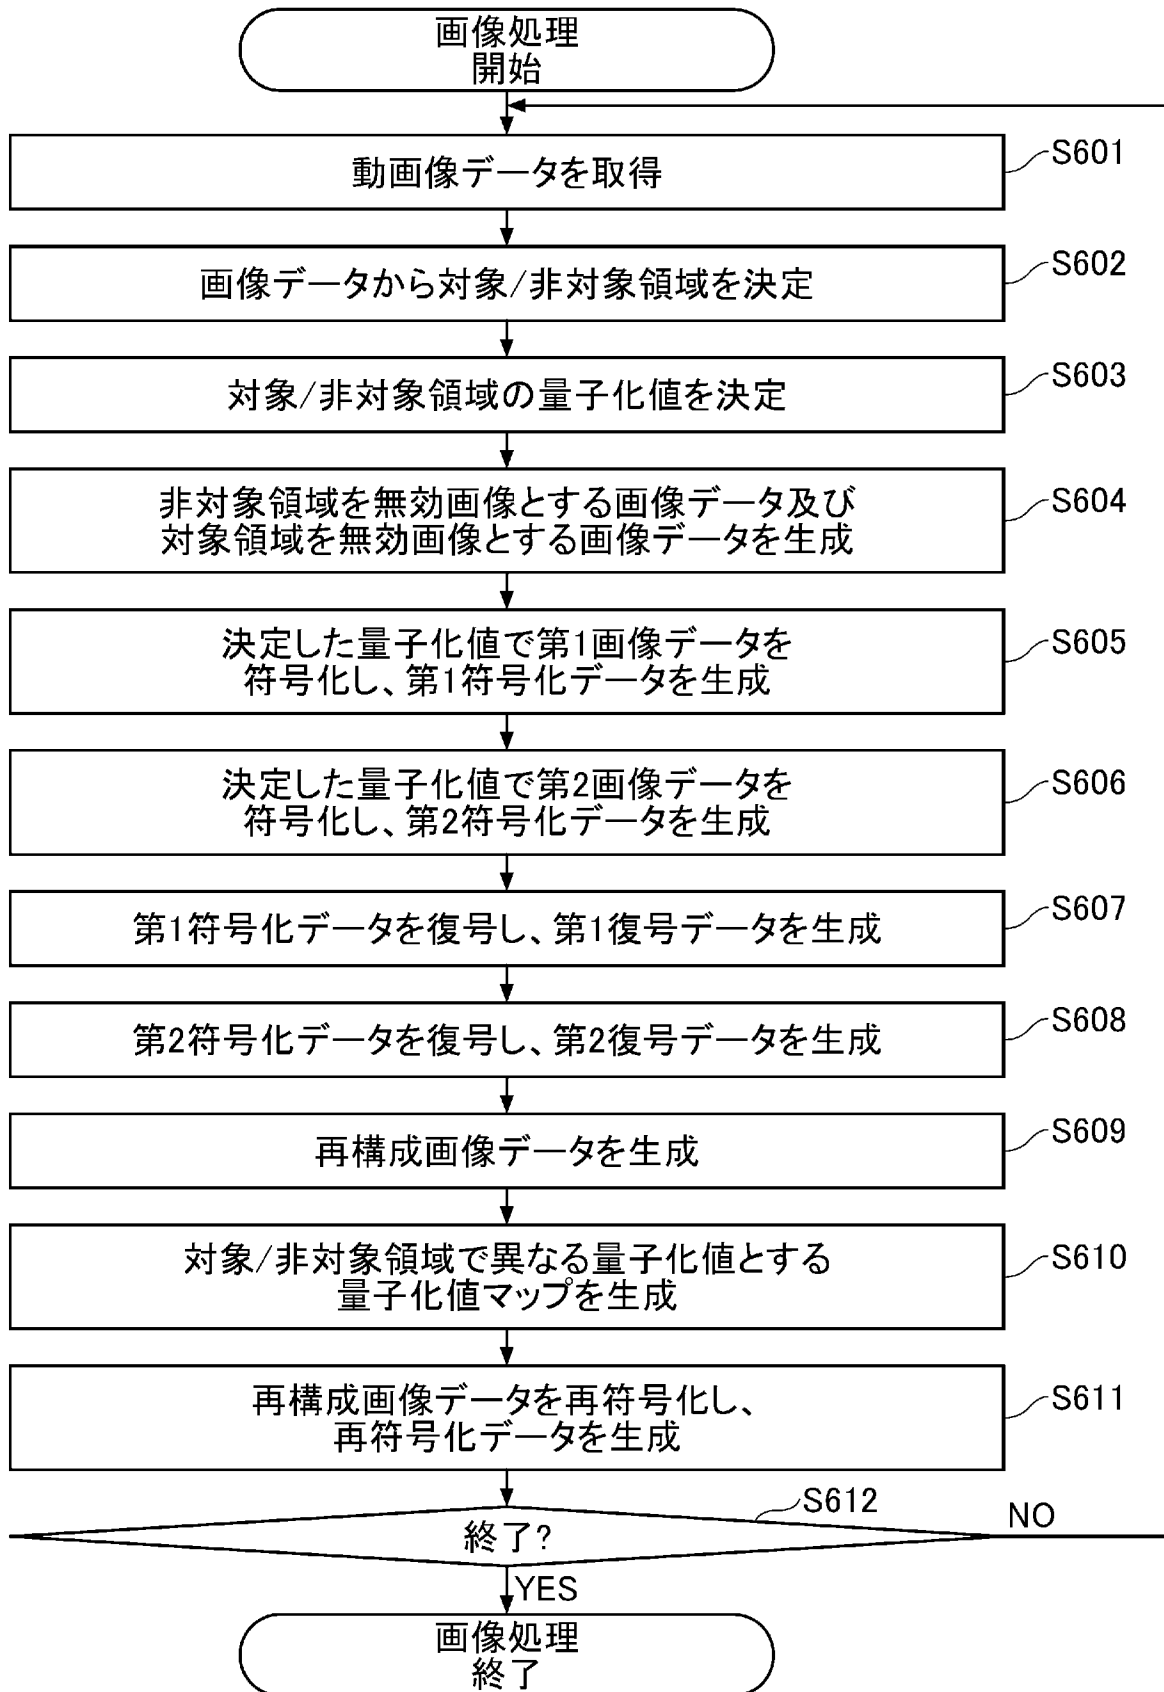 画像処理
開始
動画像データを取得
S601
画像データから対象/非対象領域を決定
S602
対象/非対象領域の量子化値を決定
S603
非対象領域を無効画像とする画像データ及び
対象領域を無効画像とする画像データを生成
S604
決定した量子化値で第1画像データを
符号化し、第1符号化データを生成
S605
決定した量子化値で第2画像データを
符号化し、第2符号化データを生成
S606
第1符号化データを復号し、第1復号データを生成
S607
第2符号化データを復号し、第2復号データを生成
S608
再構成画像データを生成
S609
対象/非対象領域で異なる量子化値とする
量子化値マップを生成
S610
再構成画像データを再符号化し、
再符号化データを生成
S611
終了?
S612
NO
YES
画像処理
終了